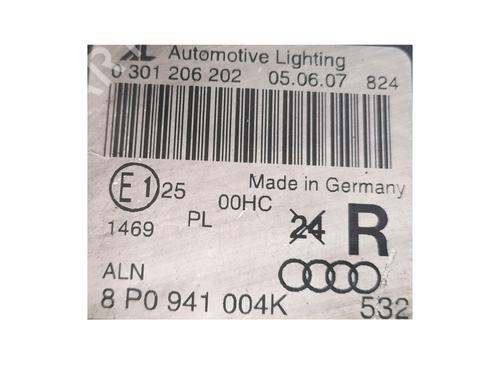 AL Automotive Lighting
0 301 206 202 05.06.07 824
E1 25 Made in Germany
00HC
1469 PL 24 R
ALN
8 P0 941 004K 532